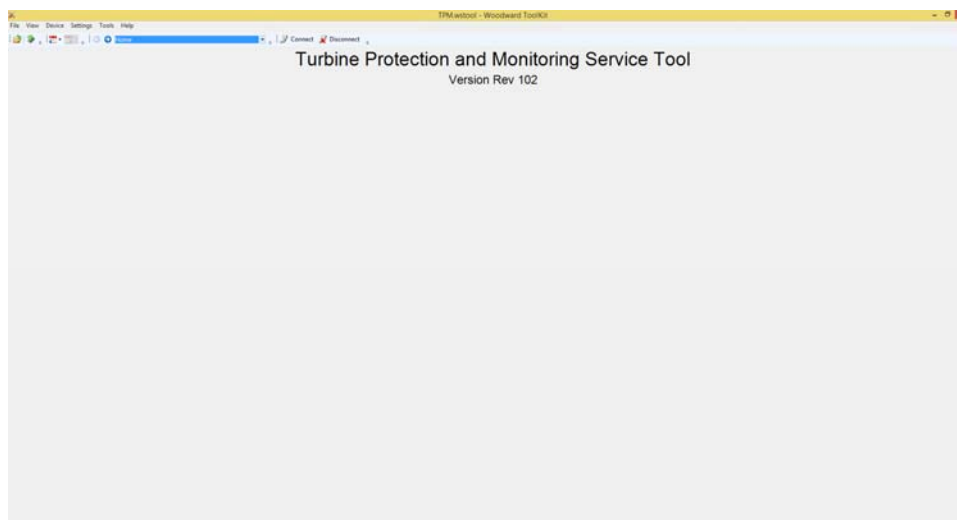 TPM.wstool - Woodward ToolKit
File View Device Settings Tools Help
Home Connect Disconnect
Turbine Protection and Monitoring Service Tool
Version Rev 102